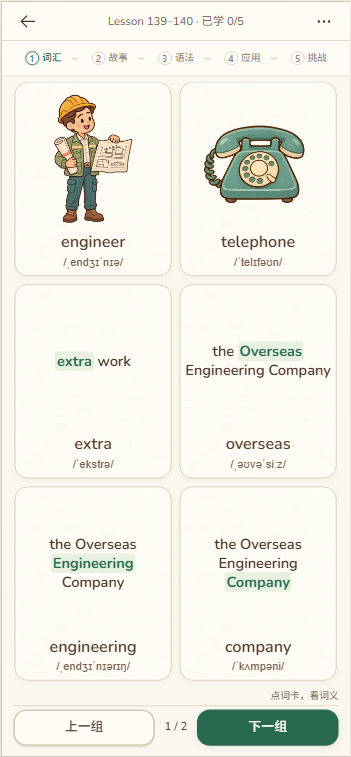 Lesson 139–140 · 已学 0/5
1 词汇 – 2 故事 – 3 语法 – 4 应用 – 5 挑战
engineer
/ˌendʒɪˈnɪə/
telephone
/ˈtelɪfəʊn/
extra work
extra
/ˈekstrə/
the Overseas
Engineering Company
overseas
/ˌəʊvəˈsiːz/
the Overseas
Engineering
Company
engineering
/ˌendʒɪˈnɪərɪŋ/
the Overseas
Engineering
Company
company
/ˈkʌmpəni/
点词卡，看词义
上一组 1 / 2 下一组